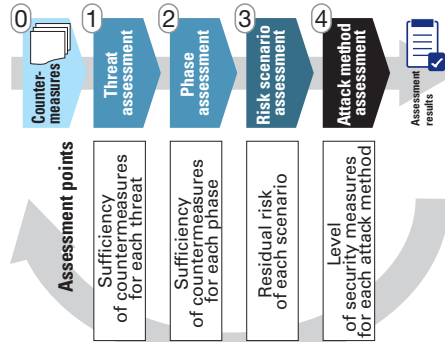 0
Counter-
measures
1
Threat
assessment
2
Phase
assessment
3
Risk scenario
assessment
4
Attack method
assessment
Assessment
results
Assessment points
Sufficiency
of countermeasures
for each threat
Sufficiency
of countermeasures
for each phase
Residual risk
of each scenario
Level
of security measures
for each attack method